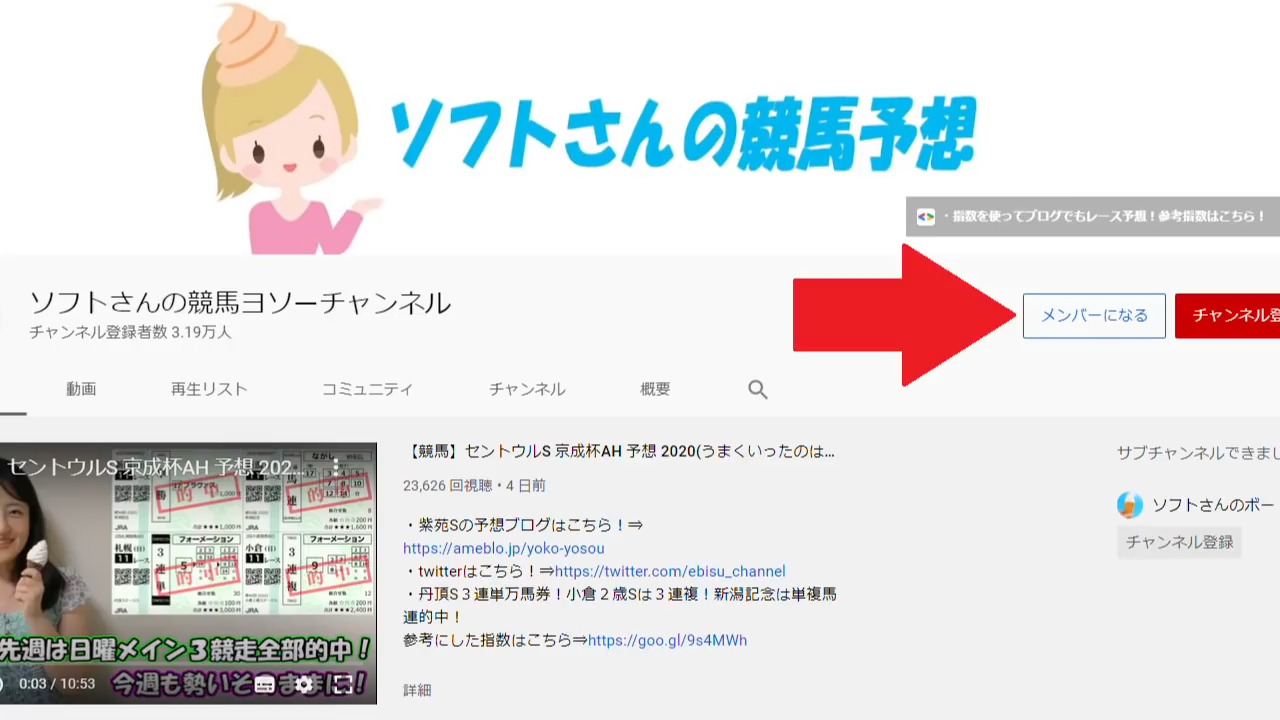 ソフトさんの競馬予想
・指数を使ってブログでもレース予想！参考指数はこちら！
ソフトさんの競馬ヨソーチャンネル
チャンネル登録者数 3.19万人
メンバーになる
チャンネル登
動画
再生リスト
コミュニティ
チャンネル
概要
セントウルS 京成杯AH 予想 202...
的中
的中
的中
的中
先週は日曜メイン３競走全部的中！
今週も勢いそのままに！
0:03 / 10:53
【競馬】セントウルS 京成杯AH 予想 2020(うまくいったのは...
23,626 回視聴・4 日前
・紫苑Sの予想ブログはこちら！⇒
https://ameblo.jp/yoko-yosou
・twitterはこちら！⇒https://twitter.com/ebisu_channel
・丹頂S３連単万馬券！小倉２歳Sは３連複！新潟記念は単複馬
連的中！
参考にした指数はこちら⇒https://goo.gl/9s4MWh
詳細
サブチャンネルできまし
ソフトさんのボー
チャンネル登録